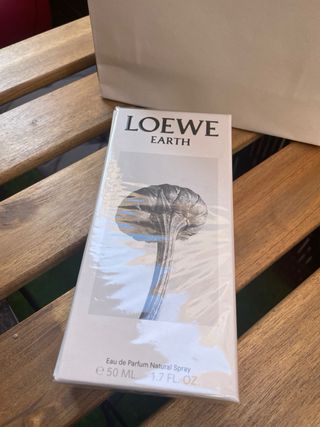 LOEWE
EARTH
Eau de Parfum Natural Spray
℮ 50 ML 1.7 FL. OZ